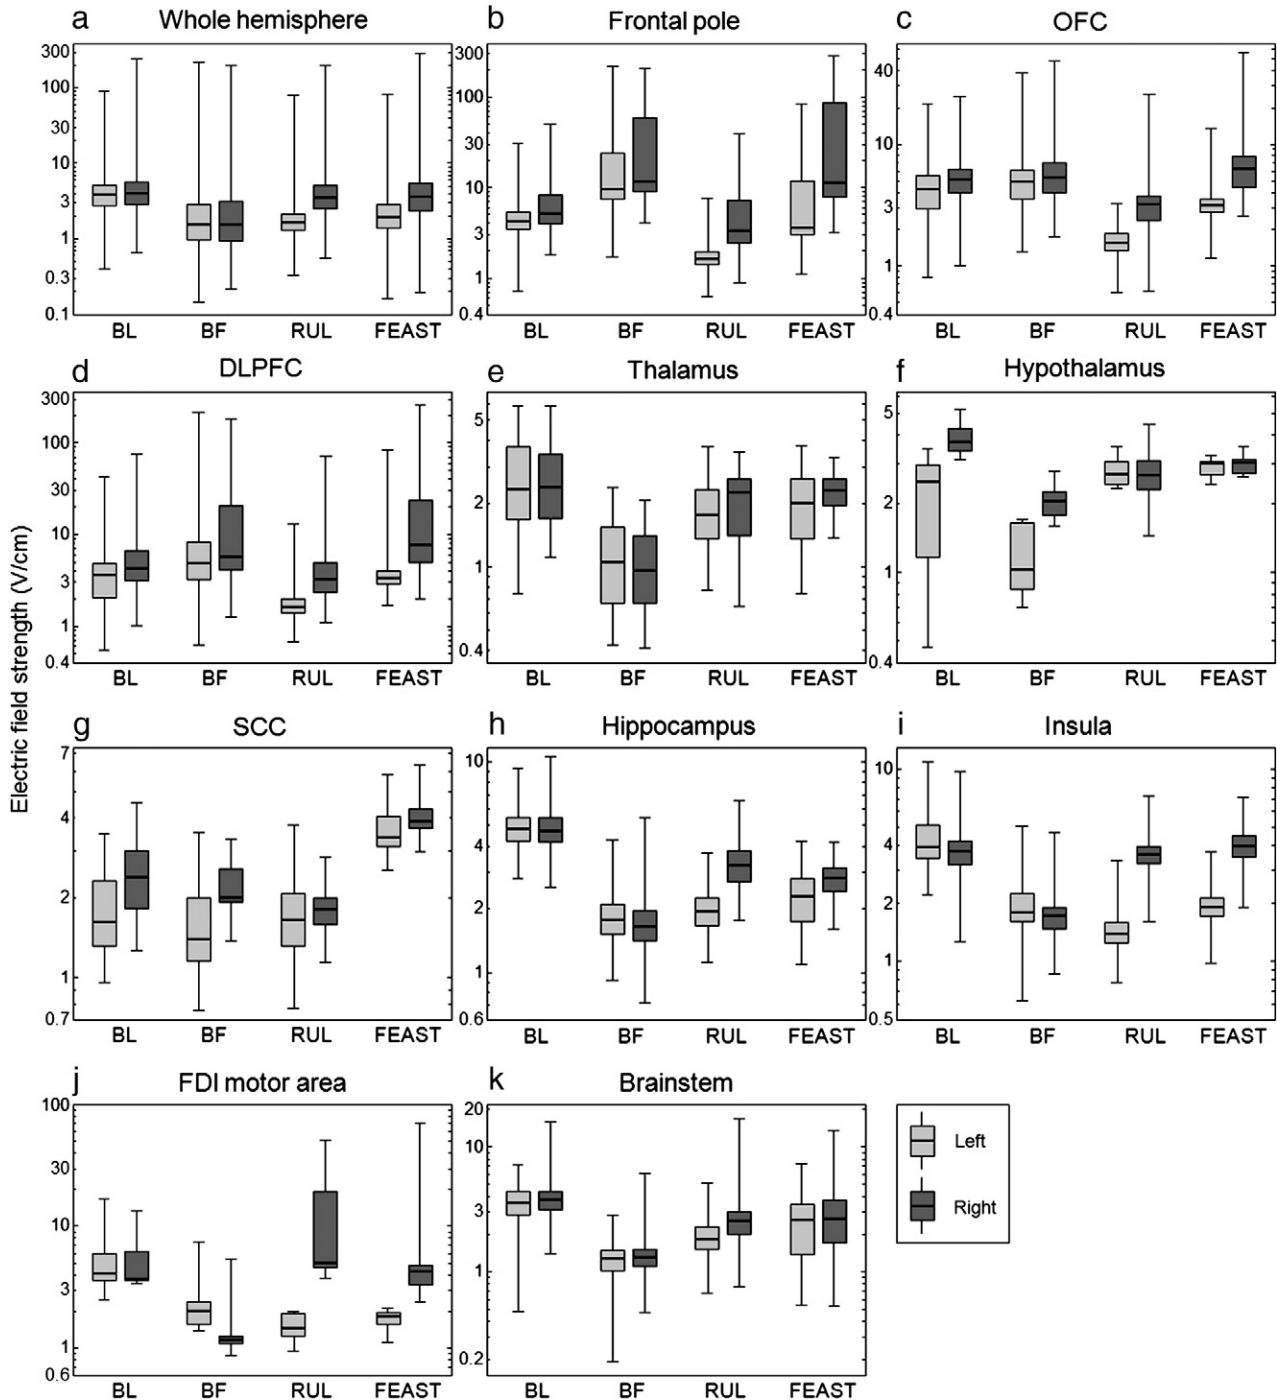 a Whole hemisphere
b Frontal pole
c OFC
300
100
30
10
3
1
0.3
0.1
BL BF RUL FEAST
300
100
30
10
3
1
0.4
BL BF RUL FEAST
40
10
3
1
0.4
BL BF RUL FEAST
Electric field strength (V/cm)
d DLPFC
e Thalamus
f Hypothalamus
300
100
30
10
3
1
0.4
BL BF RUL FEAST
5
2
1
0.4
BL BF RUL FEAST
5
1
0.4
BL BF RUL FEAST
g SCC
h Hippocampus
i Insula
7
4
2
1
0.7
BL BF RUL FEAST
10
4
2
1
0.6
BL BF RUL FEAST
10
4
2
1
0.5
BL BF RUL FEAST
j FDI motor area
k Brainstem
100
30
10
3
1
0.6
BL BF RUL FEAST
20
10
3
1
0.2
BL BF RUL FEAST
Left
Right